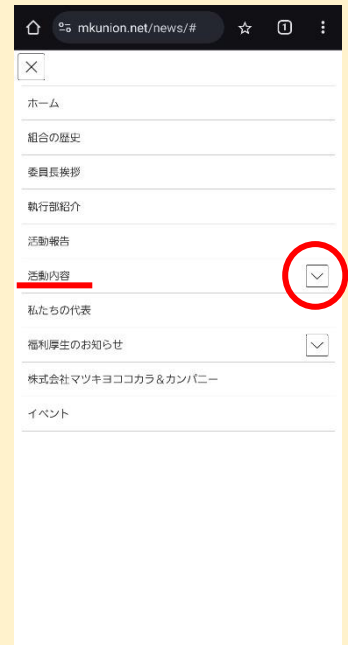 mkunion.net/news/#
1
ホーム
組合の歴史
委員長挨拶
執行部紹介
活動報告
活動内容
私たちの代表
福利厚生のお知らせ
株式会社マツキヨココカラ&カンパニー
イベント